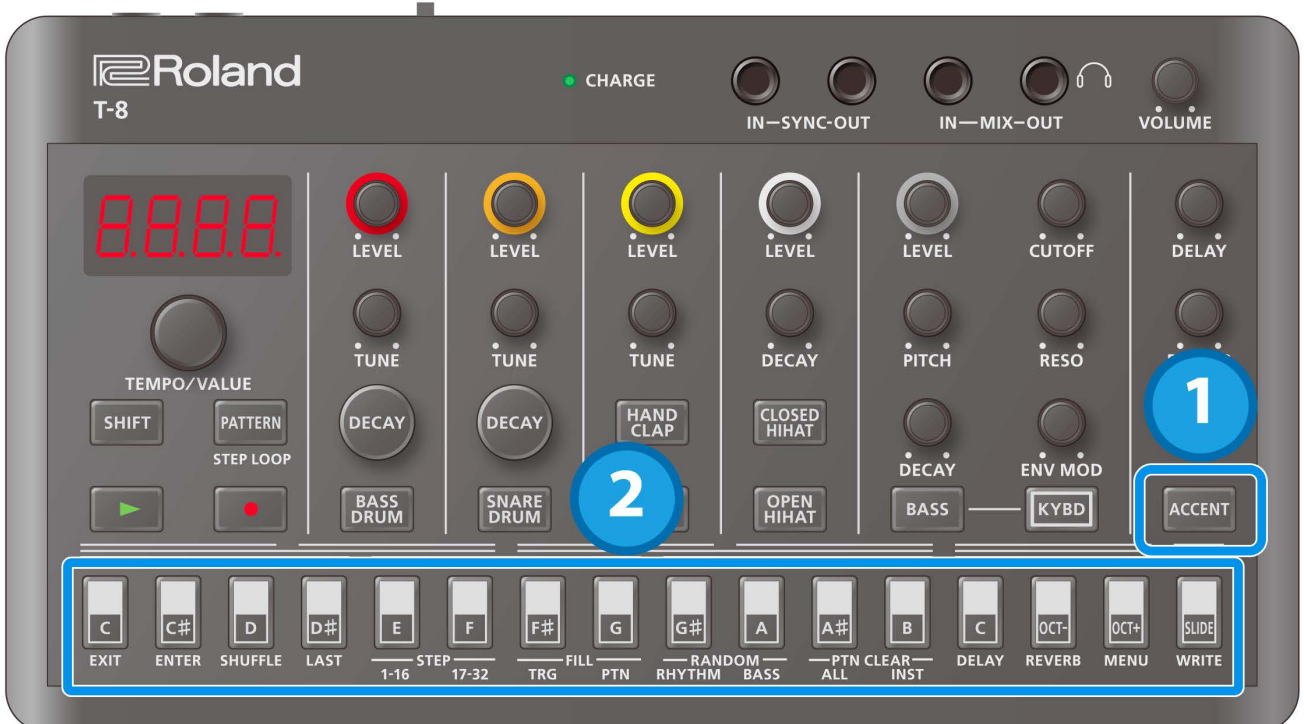 Roland
T-8
CHARGE
IN–SYNC-OUT
IN—MIX–OUT
VOLUME
8.8.8.8.
LEVEL LEVEL LEVEL LEVEL LEVEL CUTOFF DELAY
TUNE TUNE TUNE DECAY PITCH RESO
TEMPO/VALUE
1
SHIFT PATTERN DECAY DECAY HAND CLAP CLOSED HIHAT
STEP LOOP
DECAY ENV MOD
2
BASS DRUM SNARE DRUM OPEN HIHAT BASS KYBD ACCENT
C C# D D# E F F# G G# A A# B C OCT- OCT+ SLIDE
EXIT ENTER SHUFFLE LAST STEP FILL RANDOM PTN CLEAR DELAY REVERB MENU WRITE
1-16 17-32 TRG PTN RHYTHM BASS ALL INST